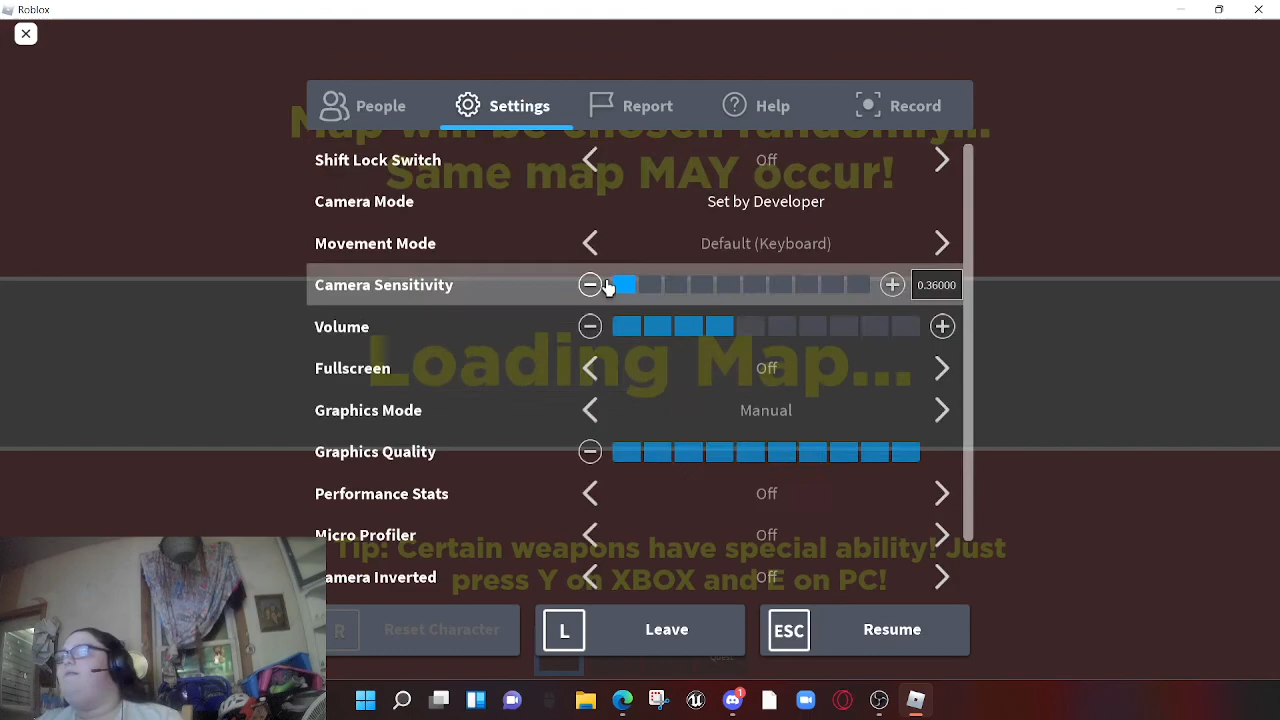 Roblox
People Settings Report Help Record
Map will be chosen randomly...
Same map MAY occur!
Shift Lock Switch Off
Camera Mode Set by Developer
Movement Mode Default (Keyboard)
Camera Sensitivity 0.36000
Volume
Loading Map...
Fullscreen Off
Graphics Mode Manual
Graphics Quality
Performance Stats Off
Micro Profiler Off
Tip: Certain weapons have special ability! Just
press Y on XBOX and E on PC!
Camera Inverted Off
R Reset Character L Leave ESC Resume
Quest
1